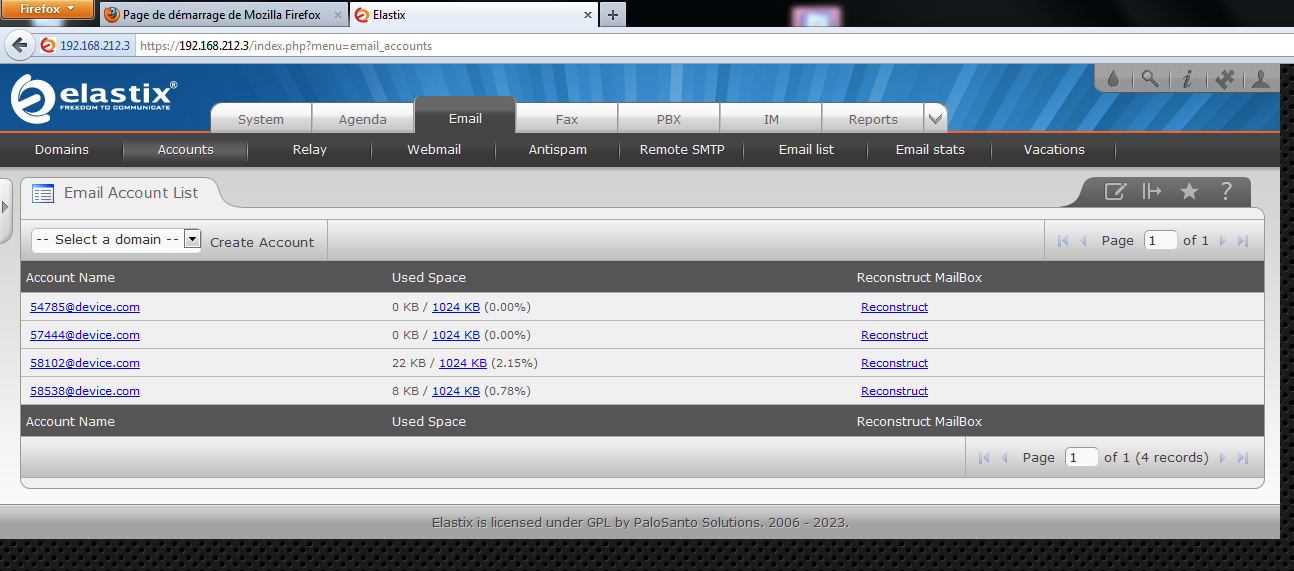 Firefox
Page de démarrage de Mozilla Firefox × Elastix × +
192.168.212.3 https://192.168.212.3/index.php?menu=email_accounts
elastix®
FREEDOM TO COMMUNICATE
System Agenda Email Fax PBX IM Reports
Domains Accounts Relay Webmail Antispam Remote SMTP Email list Email stats Vacations
Email Account List
-- Select a domain -- Create Account Page 1 of 1
Account Name Used Space Reconstruct MailBox
54785@device.com 0 KB / 1024 KB (0.00%) Reconstruct
57444@device.com 0 KB / 1024 KB (0.00%) Reconstruct
58102@device.com 22 KB / 1024 KB (2.15%) Reconstruct
58538@device.com 8 KB / 1024 KB (0.78%) Reconstruct
Account Name Used Space Reconstruct MailBox
Page 1 of 1 (4 records)
Elastix is licensed under GPL by PaloSanto Solutions. 2006 - 2023.